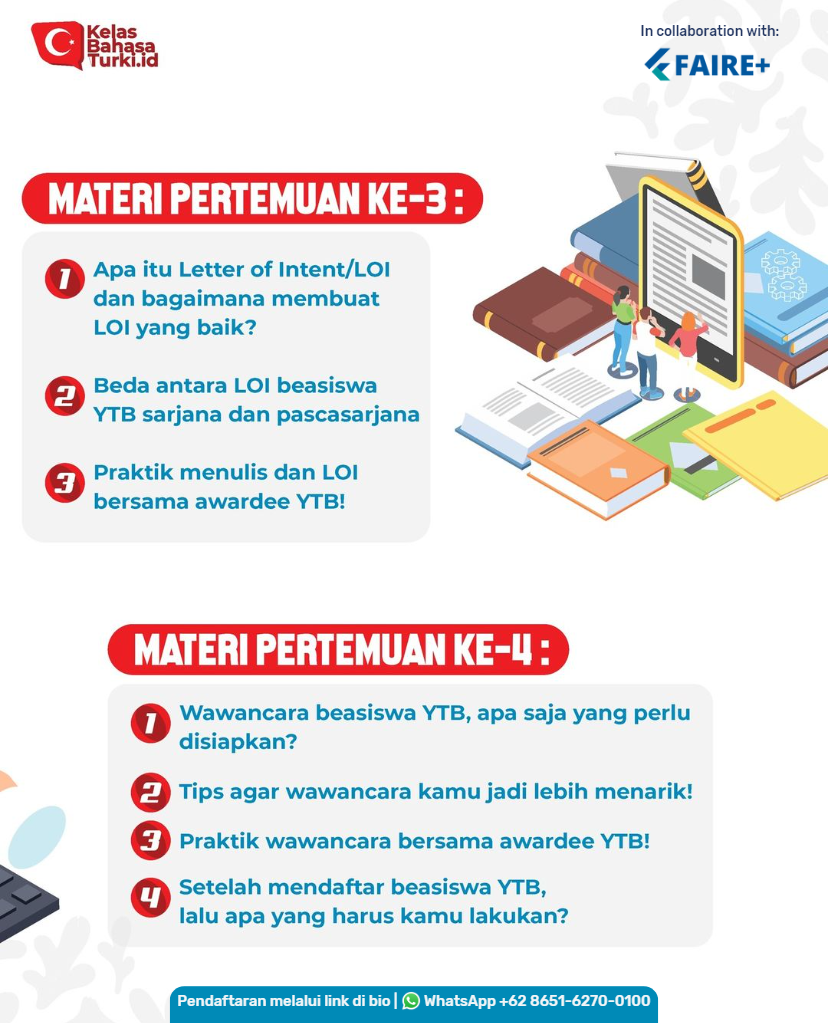 Kelas
Bahasa
Turki.id
In collaboration with:
FAIRE+
MATERI PERTEMUAN KE-3 :
1
Apa itu Letter of Intent/LOI
dan bagaimana membuat
LOI yang baik?
2
Beda antara LOI beasiswa
YTB sarjana dan pascasarjana
3
Praktik menulis dan LOI
bersama awardee YTB!
MATERI PERTEMUAN KE-4 :
1
Wawancara beasiswa YTB, apa saja yang perlu
disiapkan?
2
Tips agar wawancara kamu jadi lebih menarik!
3
Praktik wawancara bersama awardee YTB!
4
Setelah mendaftar beasiswa YTB,
lalu apa yang harus kamu lakukan?
Pendaftaran melalui link di bio | WhatsApp +62 8651-6270-0100